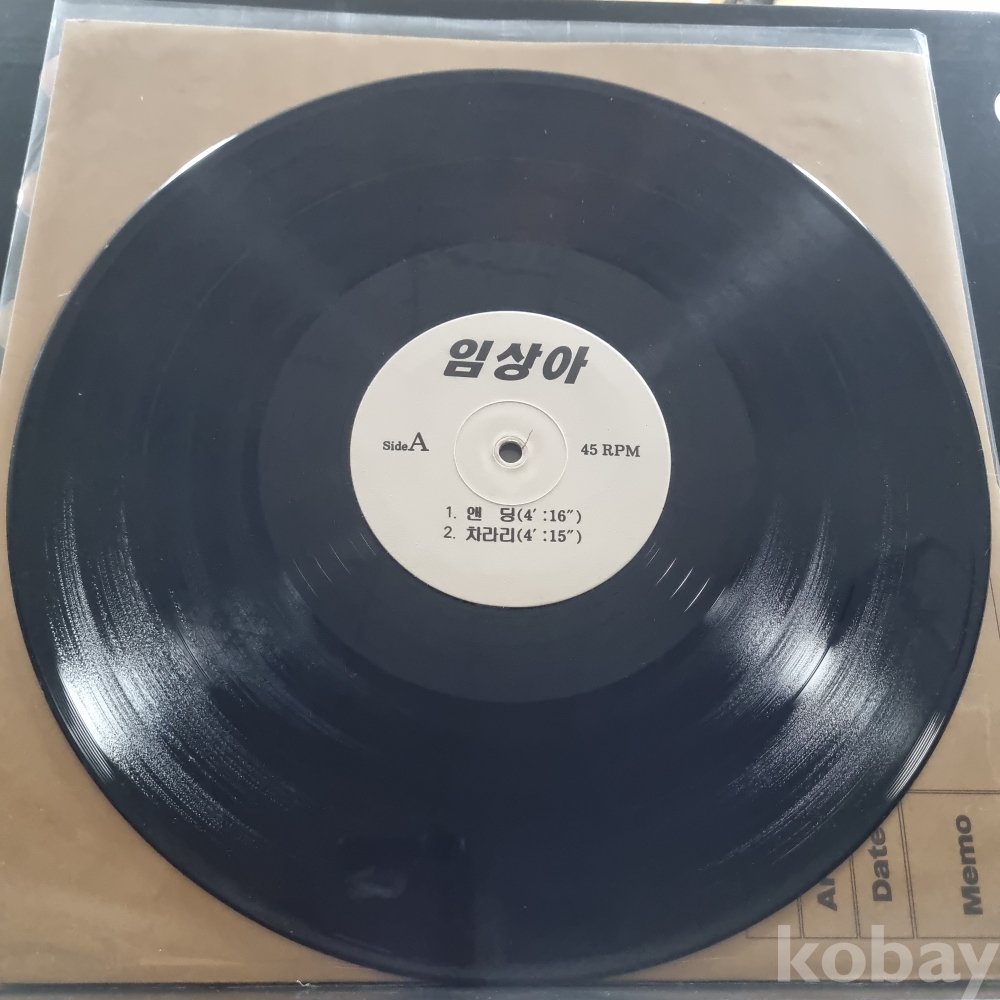 임상아
Side A
45 RPM
1. 앤 딩(4′:16″)
2. 차라리(4′:15″)
Date
Memo
kobay